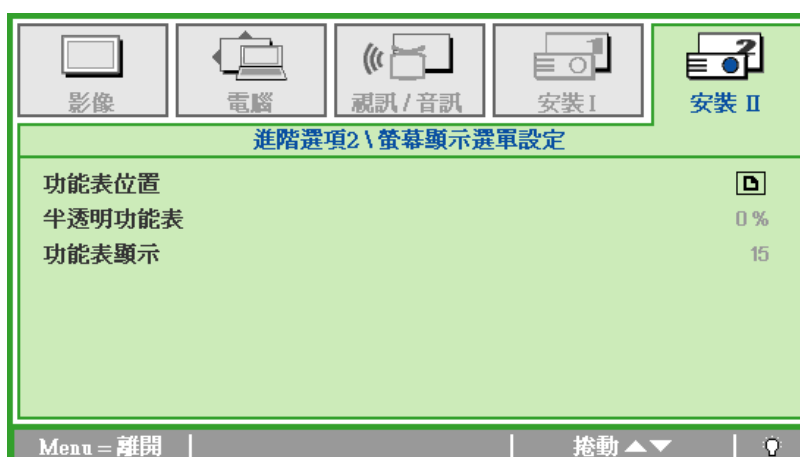 影像 電腦 視訊 / 音訊 安裝 I 安裝 II
進階選項2 \ 螢幕顯示選單設定
功能表位置
半透明功能表 0 %
功能表顯示 15
Menu = 離開 捲動▲▼